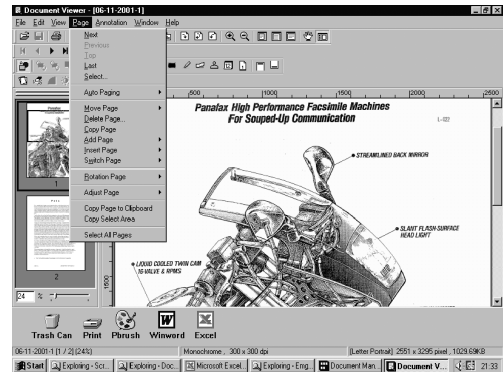 Document Viewer - [06-11-2001-1]
File Edit View Page Annotation Window Help
Next
Previous
Top
Last
Select...
Auto Paging
Move Page
Delete Page...
Copy Page
Add Page
Insert Page
Switch Page
Rotation Page
Adjust Page
Copy Page to Clipboard
Copy Select Area
Select All Pages
500 1000 1500 2000 2500
Panafax High Performance Facsimile Machines
For Souped-Up Communication
L-122
STREAMLINED BACK MIRROR
SLANT FLASH-SURFACE
HEAD LIGHT
LIQUID COOLED TWIN CAM
16-VALVE & RPMS
1
2
500
24 %
Trash Can Print Pbrush Winword Excel
06-11-2001-1 [1 / 2] (24%) Monochrome, 300 x 300 dpi [Letter Portrait] 2551 x 3295 pixel, 1029.69KB
Start Exploring - Scr... Exploring - Doc... Microsoft Excel... Exploring - Emg... Document Man... Document V... 21:33